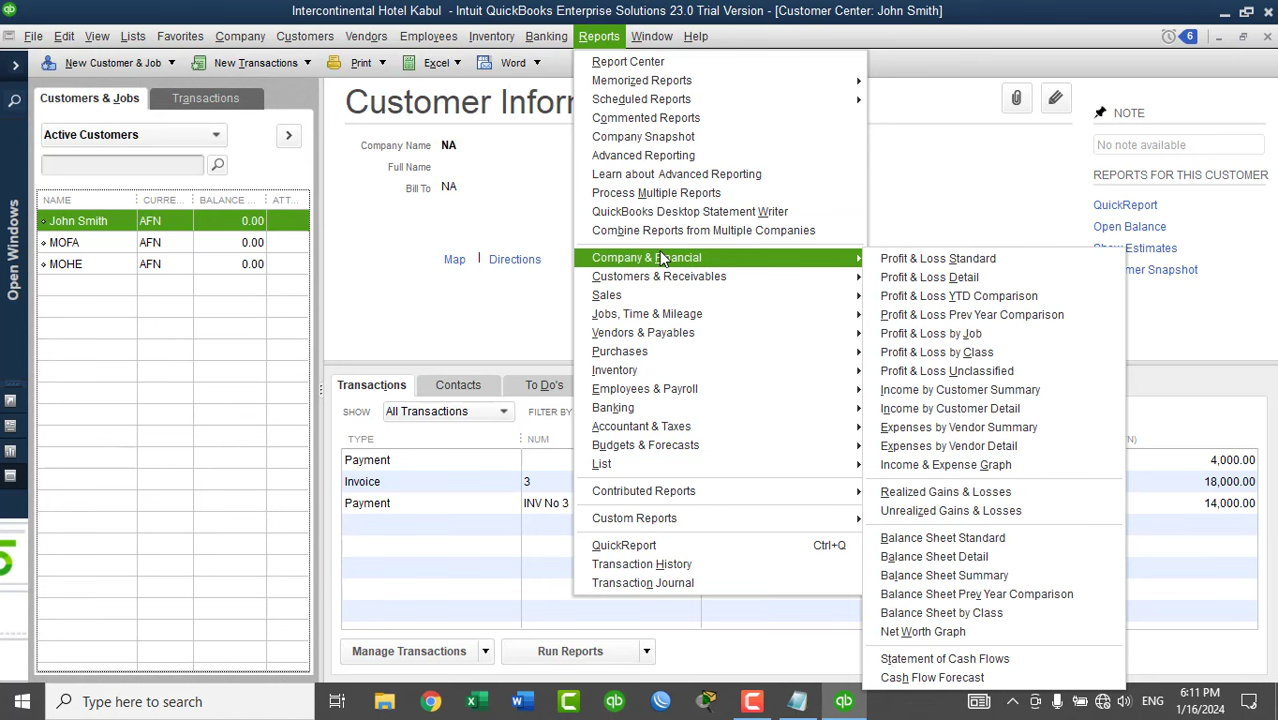 Intercontinental Hotel Kabul - Intuit QuickBooks Enterprise Solutions 23.0 Trial Version - [Customer Center: John Smith]
File Edit View Lists Favorites Company Customers Vendors Employees Inventory Banking Reports Window Help 6
New Customer & Job New Transactions Print Excel Word
Open Windows
Customers & Jobs Transactions
Active Customers
NAME CURRE... BALANCE ... ATT...
John Smith AFN 0.00
MOFA AFN 0.00
MOHE AFN 0.00
Customer Infor
Company Name NA
Full Name
Bill To NA
Map | Directions
NOTE
No note available
REPORTS FOR THIS CUSTOMER
QuickReport
Open Balance
Show Estimates
Customer Snapshot
Report Center
Memorized Reports
Scheduled Reports
Commented Reports
Company Snapshot
Advanced Reporting
Learn about Advanced Reporting
Process Multiple Reports
QuickBooks Desktop Statement Writer
Combine Reports from Multiple Companies
Company & Financial
Customers & Receivables
Sales
Jobs, Time & Mileage
Vendors & Payables
Purchases
Inventory
Employees & Payroll
Banking
Accountant & Taxes
Budgets & Forecasts
List
Contributed Reports
Custom Reports
QuickReport Ctrl+Q
Transaction History
Transaction Journal
Profit & Loss Standard
Profit & Loss Detail
Profit & Loss YTD Comparison
Profit & Loss Prev Year Comparison
Profit & Loss by Job
Profit & Loss by Class
Profit & Loss Unclassified
Income by Customer Summary
Income by Customer Detail
Expenses by Vendor Summary
Expenses by Vendor Detail
Income & Expense Graph
Realized Gains & Losses
Unrealized Gains & Losses
Balance Sheet Standard
Balance Sheet Detail
Balance Sheet Summary
Balance Sheet Prev Year Comparison
Balance Sheet by Class
Net Worth Graph
Statement of Cash Flows
Cash Flow Forecast
Transactions Contacts To Do's
SHOW All Transactions FILTER BY
TYPE NUM N)
Payment 4,000.00
Invoice 3 18,000.00
Payment INV No 3 14,000.00
Manage Transactions Run Reports
Type here to search
ENG 6:11 PM
1/16/2024